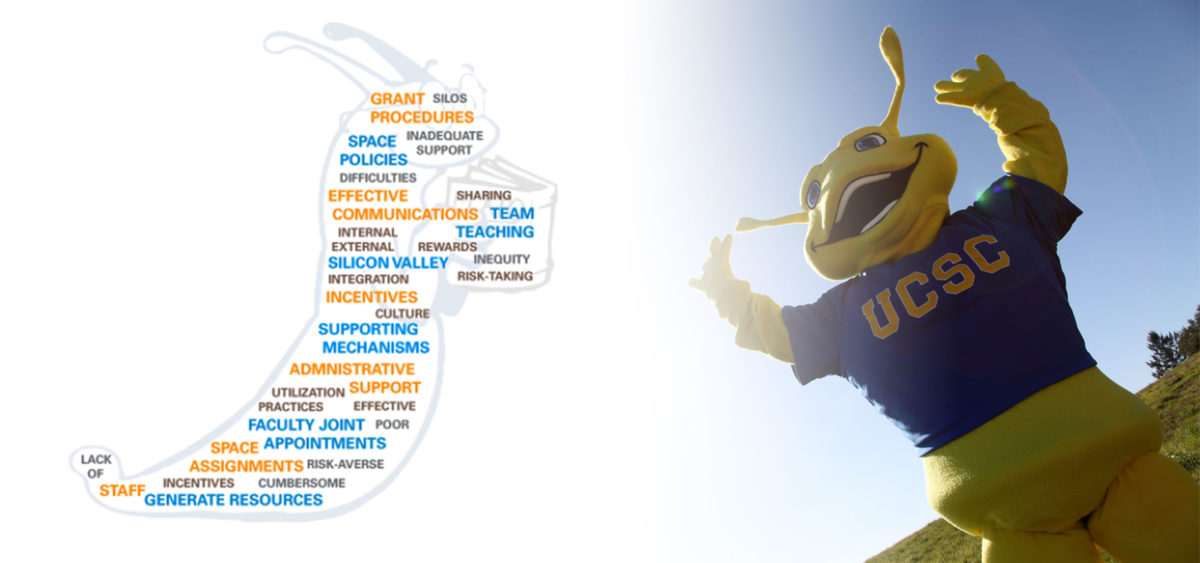 GRANT SILOS
PROCEDURES
SPACE INADEQUATE
SUPPORT
POLICIES
DIFFICULTIES
EFFECTIVE SHARING
COMMUNICATIONS TEAM
INTERNAL TEACHING
EXTERNAL REWARDS
SILICON VALLEY INEQUITY
INTEGRATION RISK-TAKING
INCENTIVES
CULTURE
SUPPORTING
MECHANISMS
ADMNISTRATIVE
UTILIZATION SUPPORT
PRACTICES EFFECTIVE
FACULTY JOINT POOR
SPACE APPOINTMENTS
LACK
OF
ASSIGNMENTS RISK-AVERSE
STAFF INCENTIVES CUMBERSOME
GENERATE RESOURCES
UCSC